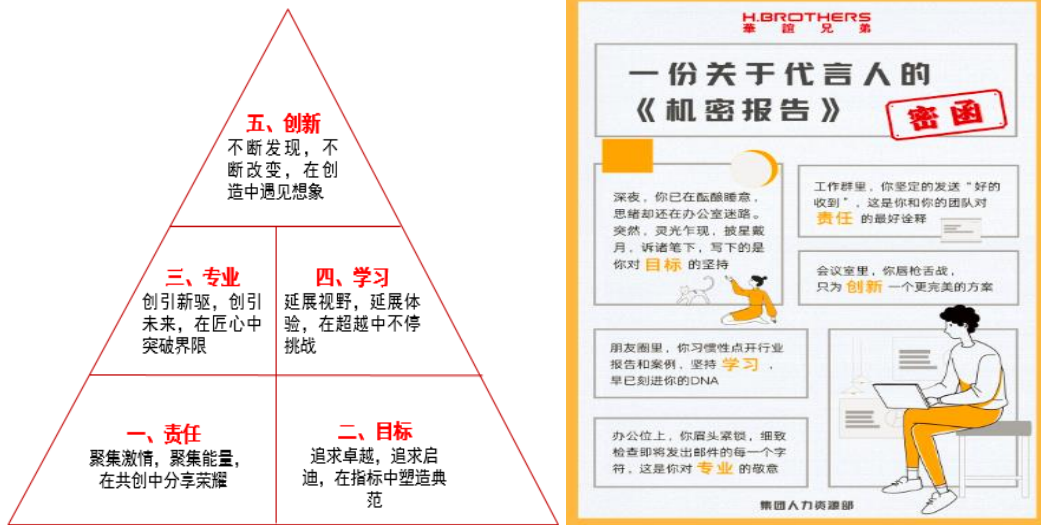 五、创新
不断发现，不
断改变，在创
造中遇见想象
三、专业
创引新驱，创引
未来，在匠心中
突破界限
四、学习
延展视野，延展体
验，在超越中不停
挑战
一、责任
聚集激情，聚集能量，
在共创中分享荣耀
二、目标
追求卓越，追求启
迪，在指标中塑造典
范
H.BROTHERS
華誼兄弟
一份关于代言人的
《机密报告》
密函
深夜，你已在酝酿睡意，
思绪却还在办公室迷路。
突然，灵光乍现，披星戴
月，诉诸笔下，写下的是
你对 目标 的坚持
工作群里，你坚定的发送“好的
收到”，这是你和你的团队对
责任 的最好诠释
会议室里，你唇枪舌战，
只为 创新 一个更完美的方案
朋友圈里，你习惯性点开行业
报告和案例，坚持 学习 ，
早已刻进你的DNA
办公位上，你眉头紧锁，细致
检查即将发出邮件的每一个字
符，这是你对 专业 的敬意
集团人力资源部